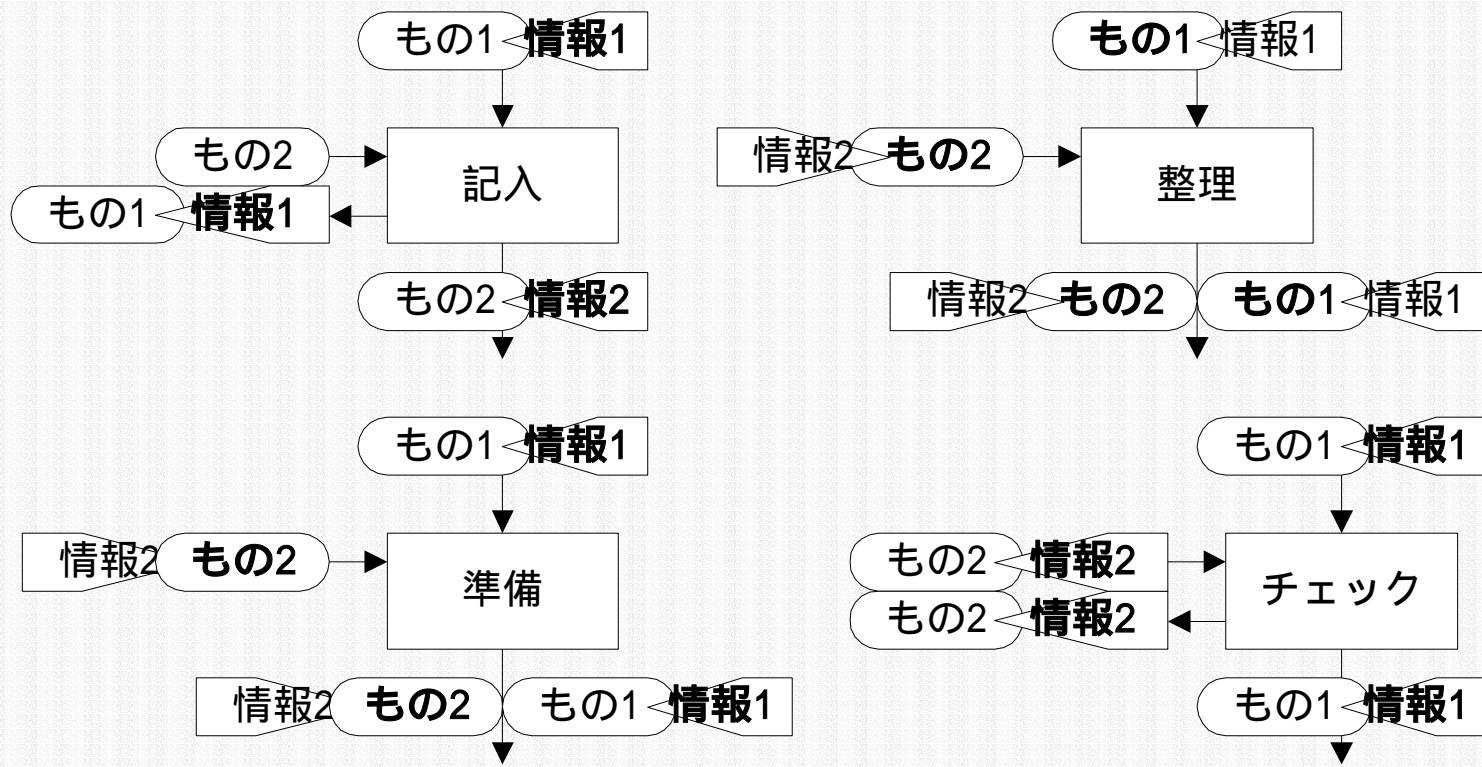 もの1 情報1
もの2
記入
もの1 情報1
もの2 情報2
もの1 情報1
情報2 もの2
整理
情報2 もの2 もの1 情報1
もの1 情報1
情報2 もの2
準備
情報2 もの2 もの1 情報1
もの1 情報1
もの2 情報2
チェック
もの2 情報2
もの1 情報1